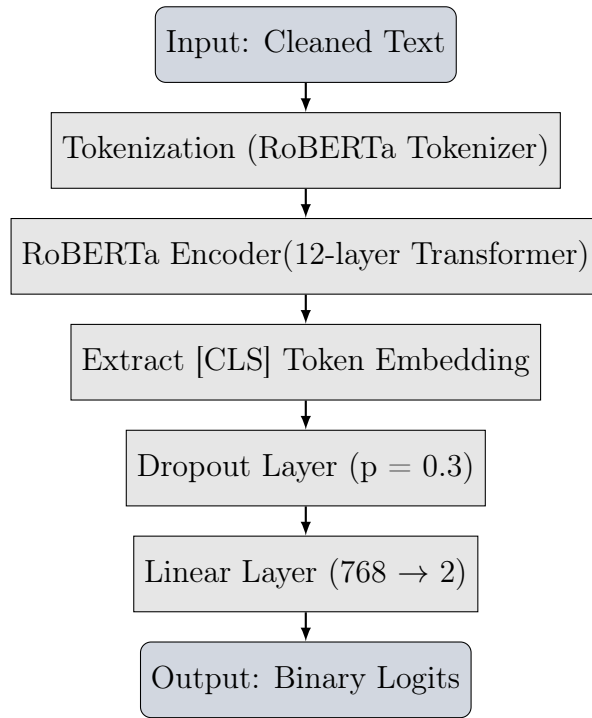 Input: Cleaned Text
Tokenization (RoBERTa Tokenizer)
RoBERTa Encoder(12-layer Transformer)
Extract [CLS] Token Embedding
Dropout Layer (p = 0.3)
Linear Layer (768 → 2)
Output: Binary Logits